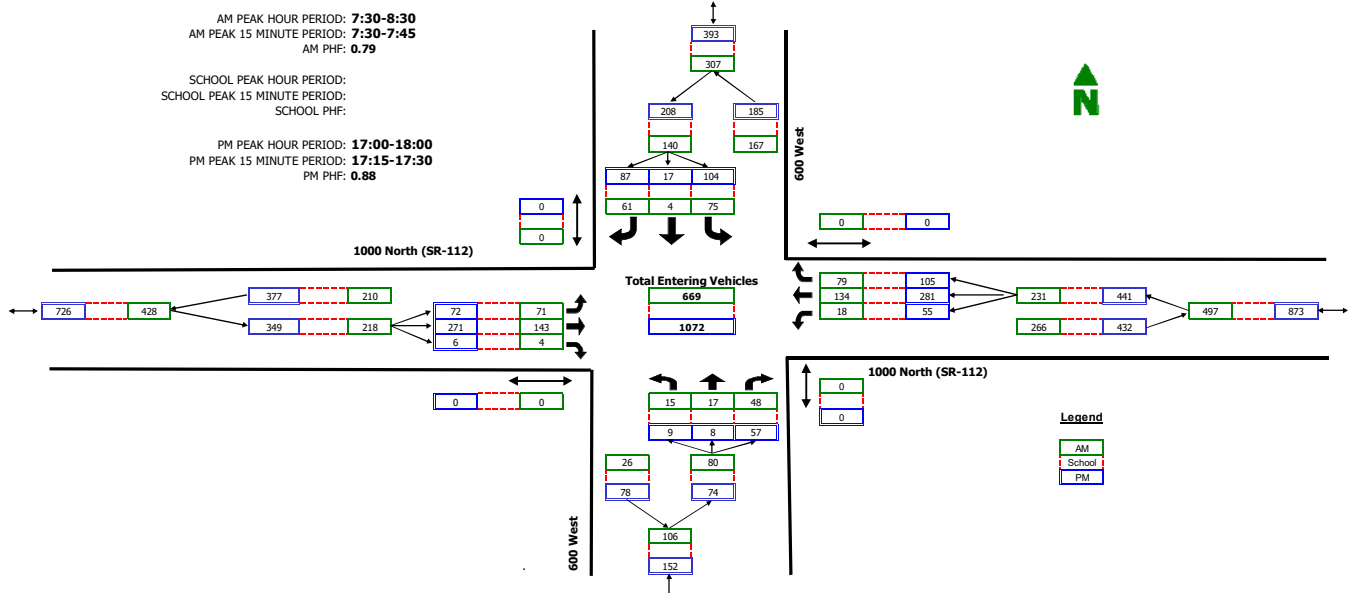 AM PEAK HOUR PERIOD: 7:30-8:30
AM PEAK 15 MINUTE PERIOD: 7:30-7:45
AM PHF: 0.79
SCHOOL PEAK HOUR PERIOD:
SCHOOL PEAK 15 MINUTE PERIOD:
SCHOOL PHF:
PM PEAK HOUR PERIOD: 17:00-18:00
PM PEAK 15 MINUTE PERIOD: 17:15-17:30
PM PHF: 0.88
393
307
208 185
140 167
87 17 104
61 4 75
600 West
N
0
0
0 0
1000 North (SR-112)
Total Entering Vehicles
669
1072
726 428
377 210
349 218
72 71
271 143
6 4
79 105
134 281
18 55
231 441
266 432
497 873
0 0
1000 North (SR-112)
0
0
15 17 48
9 8 57
26 80
78 74
106
152
600 West
Legend
AM
School
PM